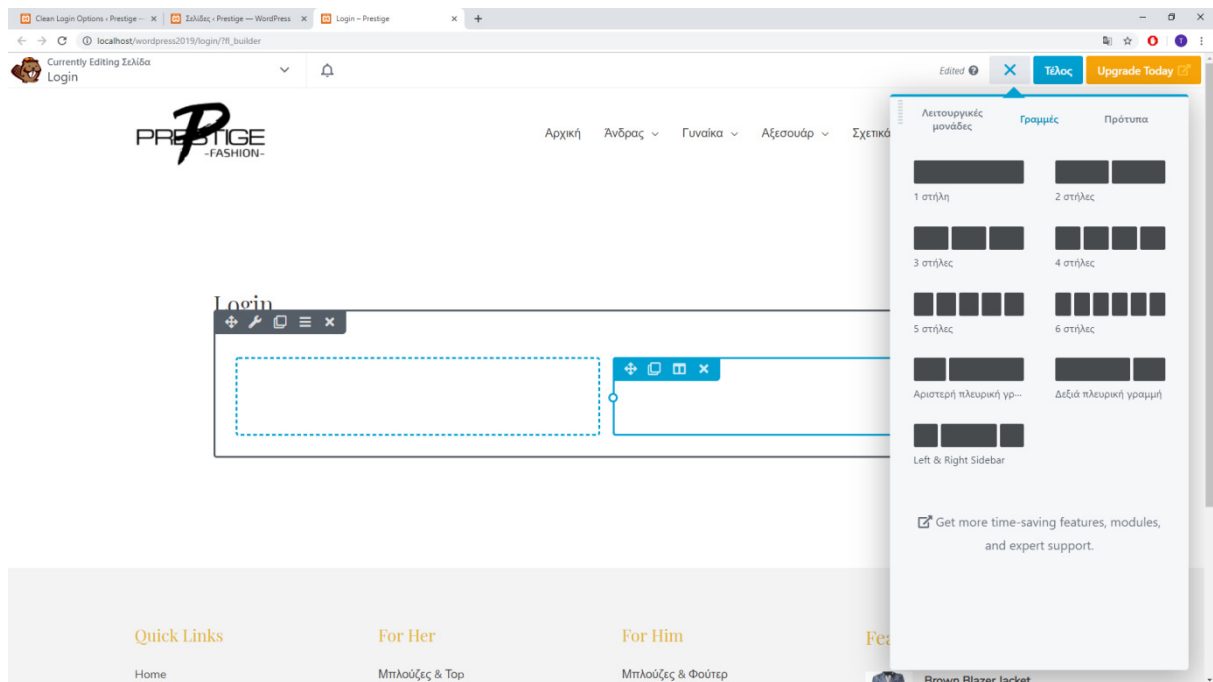 Clean Login Options ‹ Prestige —
Σελίδες ‹ Prestige — WordPress
Login – Prestige
localhost/wordpress2019/login/?fl_builder
Currently Editing Σελίδα
Login
Edited
Τέλος
Upgrade Today
PRESTIGE
-FASHION-
Αρχική
Άνδρας
Γυναίκα
Αξεσουάρ
Σχετικά
Λειτουργικές
μονάδες
Γραμμές
Πρότυπα
1 στήλη
2 στήλες
3 στήλες
4 στήλες
5 στήλες
6 στήλες
Αριστερή πλευρική γρ...
Δεξιά πλευρική γραμμή
Left & Right Sidebar
Get more time-saving features, modules,
and expert support.
Login
Quick Links
For Her
For Him
Fea
Home
Μπλούζες & Top
Μπλούζες & Φούτερ
Brown Blazer Jacket